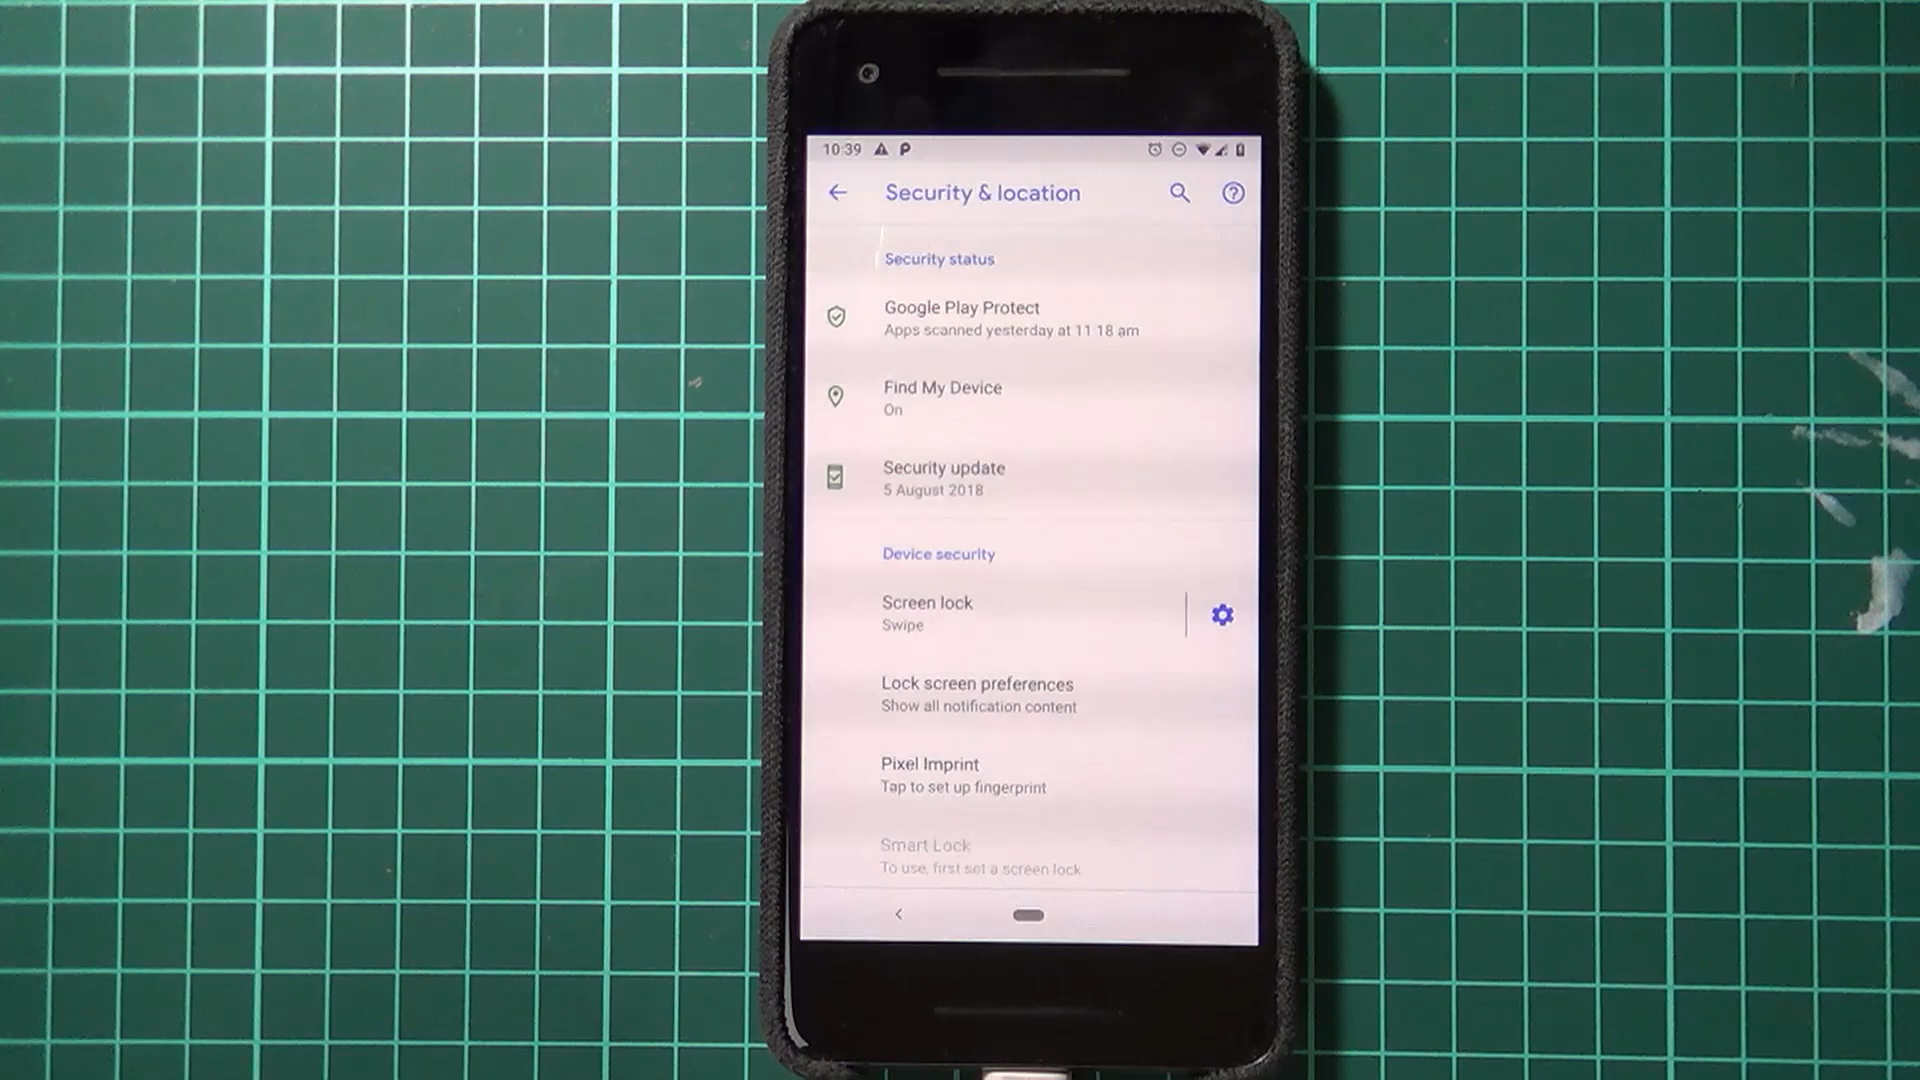 10:39
Security & location
Security status
Google Play Protect
Apps scanned yesterday at 11 18 am
Find My Device
On
Security update
5 August 2018
Device security
Screen lock
Swipe
Lock screen preferences
Show all notification content
Pixel Imprint
Tap to set up fingerprint
Smart Lock
To use, first set a screen lock